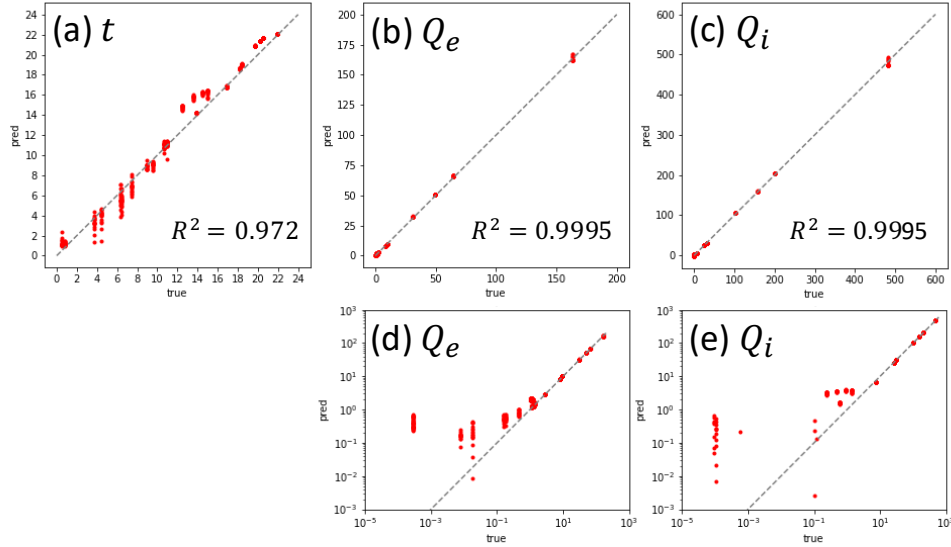 (a) t
24
22
20
18
16
14
12
10
8
6
4
2
0
pred
0 2 4 6 8 10 12 14 16 18 20 22 24
true
R² = 0.972
(b) Qₑ
200
175
150
125
100
75
50
25
0
pred
0 50 100 150 200
true
R² = 0.9995
(c) Qᵢ
600
500
400
300
200
100
0
pred
0 100 200 300 400 500 600
true
R² = 0.9995
(d) Qₑ
10³
10²
10¹
10⁰
10⁻¹
10⁻²
10⁻³
pred
10⁻⁵ 10⁻³ 10⁻¹ 10¹ 10³
true
(e) Qᵢ
10³
10²
10¹
10⁰
10⁻¹
10⁻²
10⁻³
pred
10⁻⁵ 10⁻³ 10⁻¹ 10¹
true